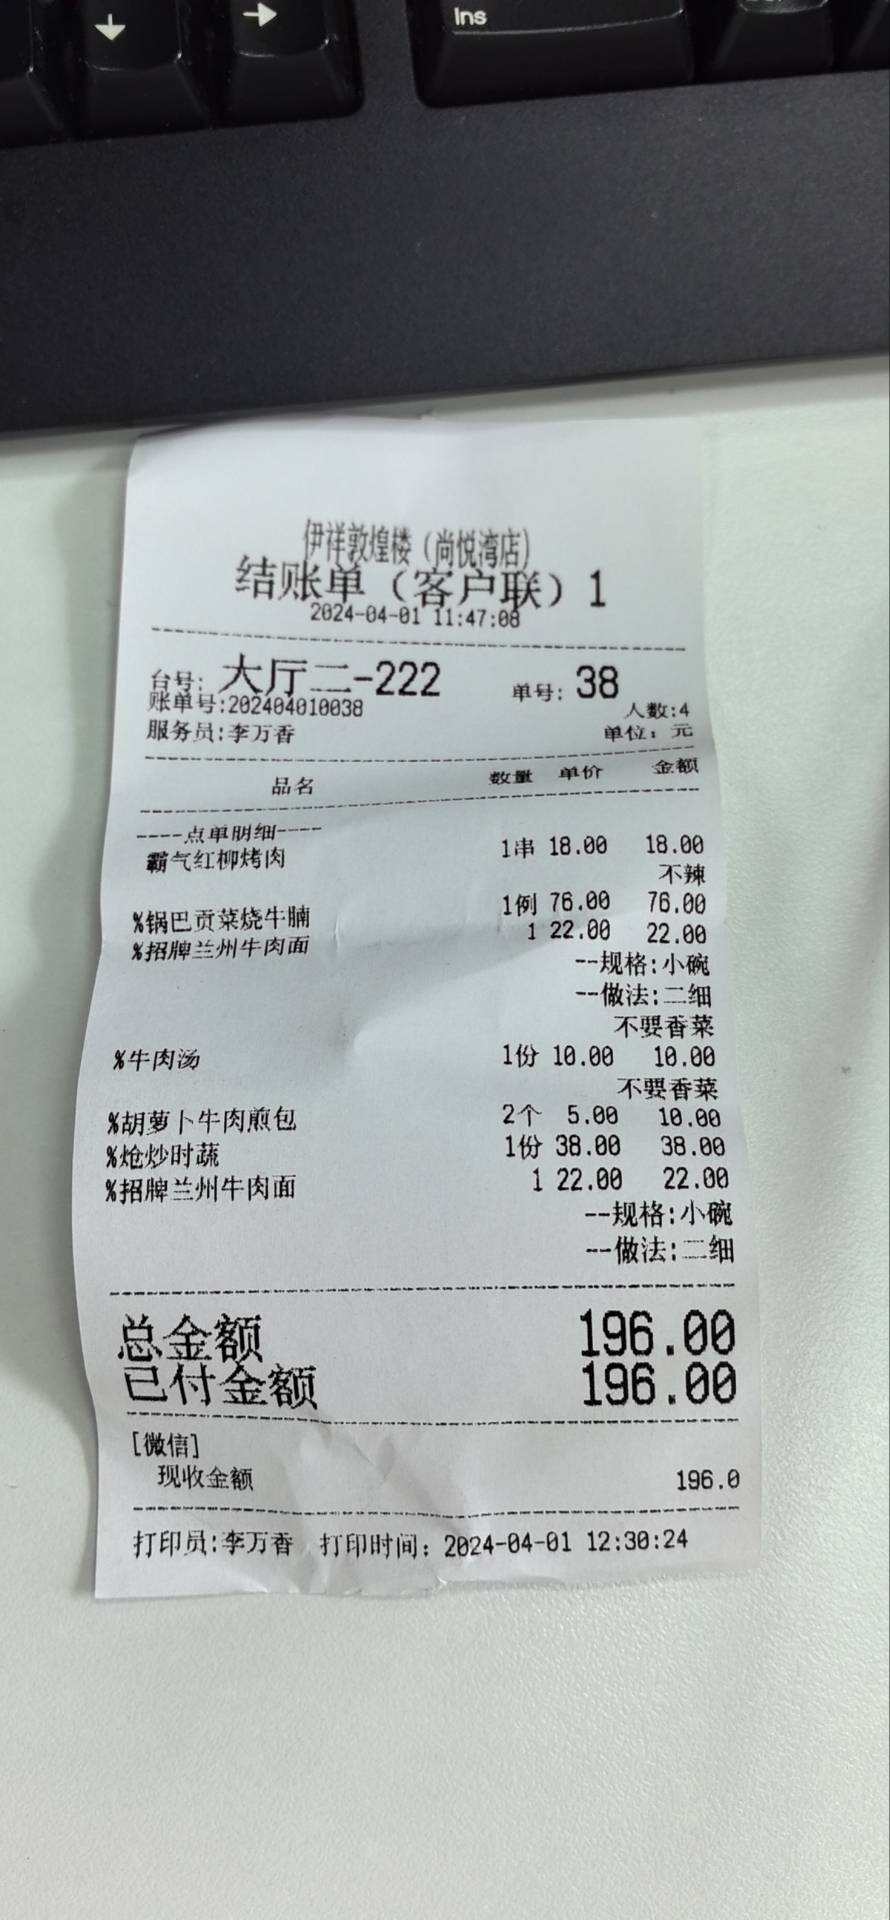 Ins
伊祥敦煌楼（尚悦湾店）
结账单（客户联）1
2024-04-01 11:47:08
台号: 大厅二-222 单号: 38
账单号:202404010038 人数:4
服务员:李万香 单位: 元
品名 数量 单价 金额
----点单明细----
霸气红柳烤肉 1串 18.00 18.00
不辣
%锅巴贡菜烧牛腩 1例 76.00 76.00
%招牌兰州牛肉面 1 22.00 22.00
--规格:小碗
--做法:二细
不要香菜
%牛肉汤 1份 10.00 10.00
不要香菜
%胡萝卜牛肉煎包 2个 5.00 10.00
%炝炒时蔬 1份 38.00 38.00
%招牌兰州牛肉面 1 22.00 22.00
--规格:小碗
--做法:二细
总金额 196.00
已付金额 196.00
[微信]
现收金额 196.0
打印员:李万香 打印时间: 2024-04-01 12:30:24